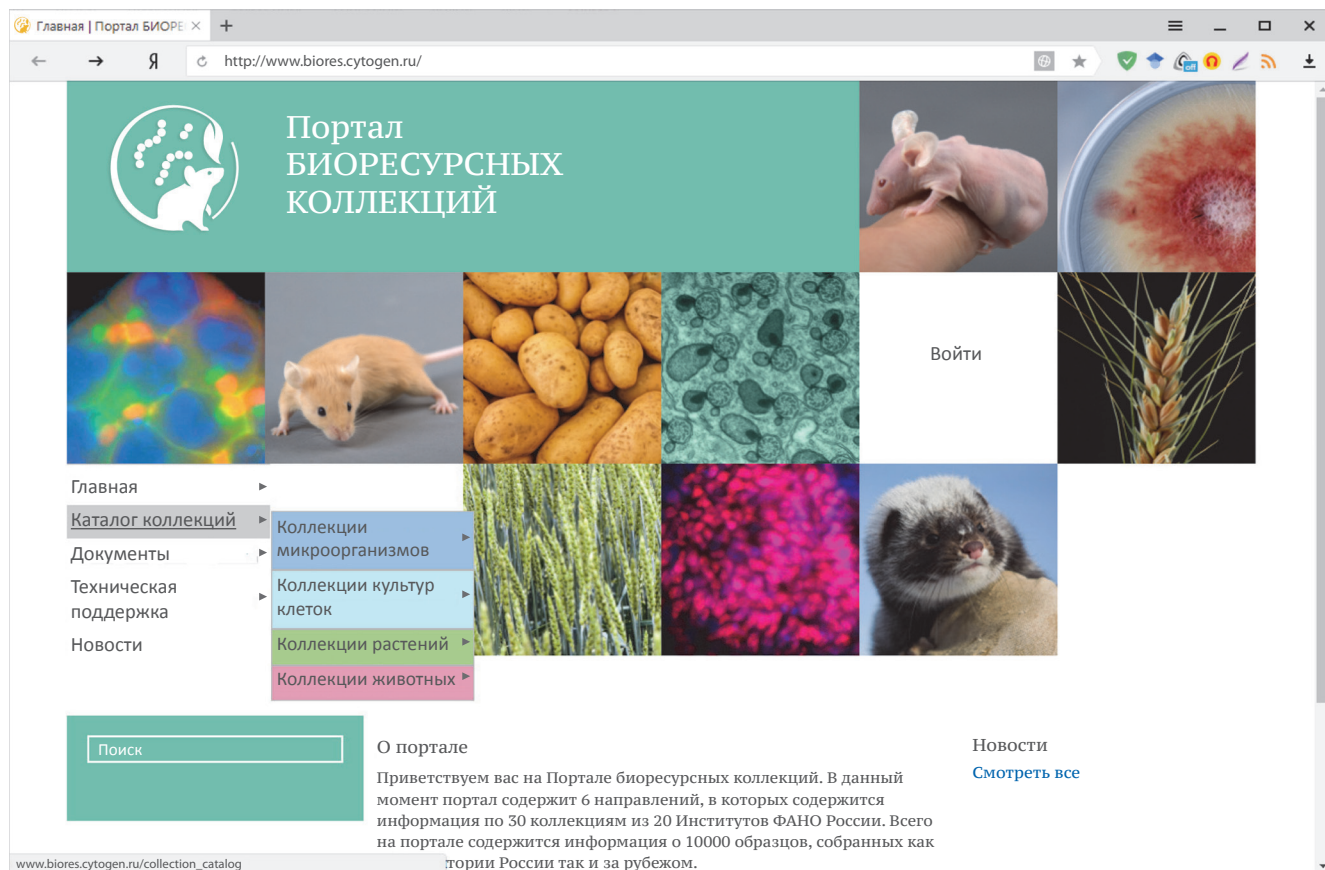 Главная | Портал БИОРЕ
http://www.biores.cytogen.ru/
off
Портал
БИОРЕСУРСНЫХ
КОЛЛЕКЦИЙ
Войти
Главная
Каталог коллекций
Документы
Техническая
поддержка
Новости
Коллекции
микроорганизмов
Коллекции культур
клеток
Коллекции растений
Коллекции животных
Поиск
О портале
Приветствуем вас на Портале биоресурсных коллекций. В данный
момент портал содержит 6 направлений, в которых содержится
информация по 30 коллекциям из 20 Институтов ФАНО России. Всего
на портале содержится информация о 10000 образцов, собранных как
тории России так и за рубежом.
Новости
Смотреть все
www.biores.cytogen.ru/collection_catalog